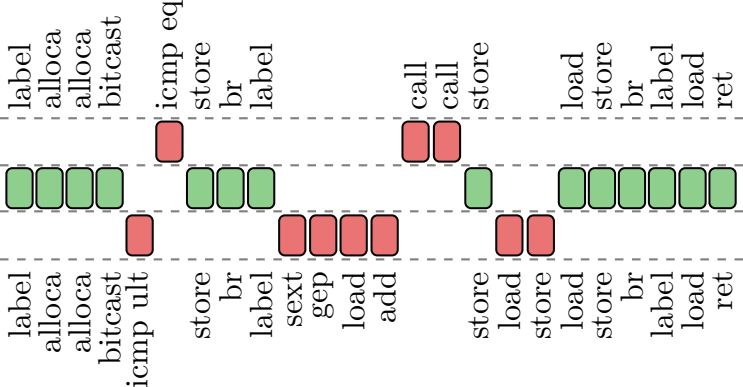 label
alloca
alloca
bitcast
icmp eq
store
br
label
call
call
store
load
store
br
label
load
ret
label
alloca
alloca
bitcast
icmp ult
store
br
label
sext
gep
load
add
store
load
store
load
store
br
label
load
ret